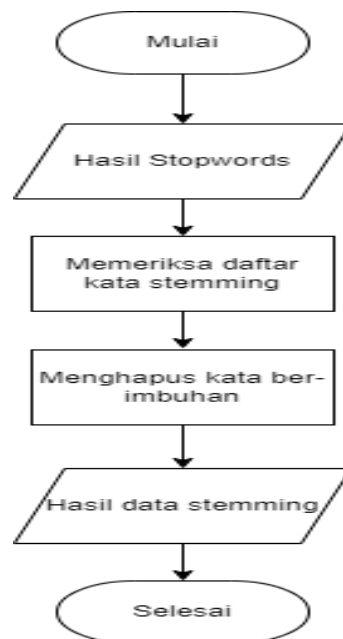 Mulai
Hasil Stopwords
Memeriksa daftar
kata stemming
Menghapus kata ber-
imbuhan
Hasil data stemming
Selesai